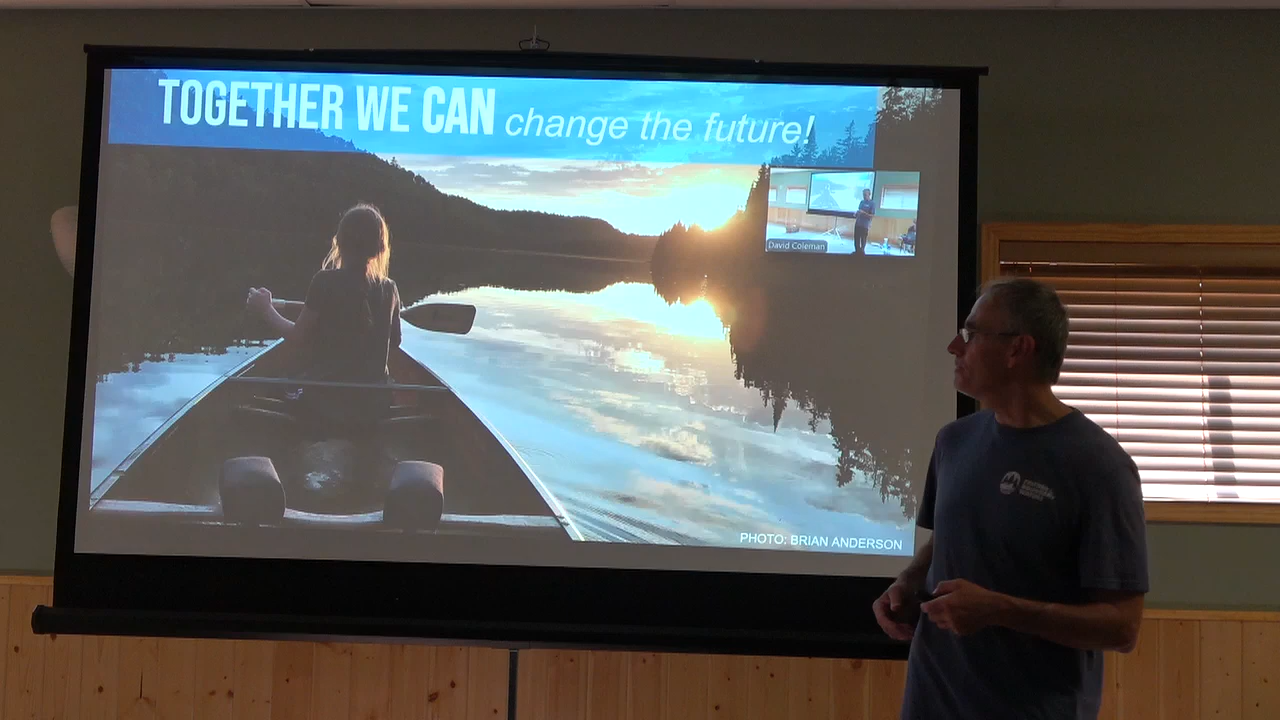 TOGETHER WE CAN change the future!
David Coleman
PHOTO: BRIAN ANDERSON